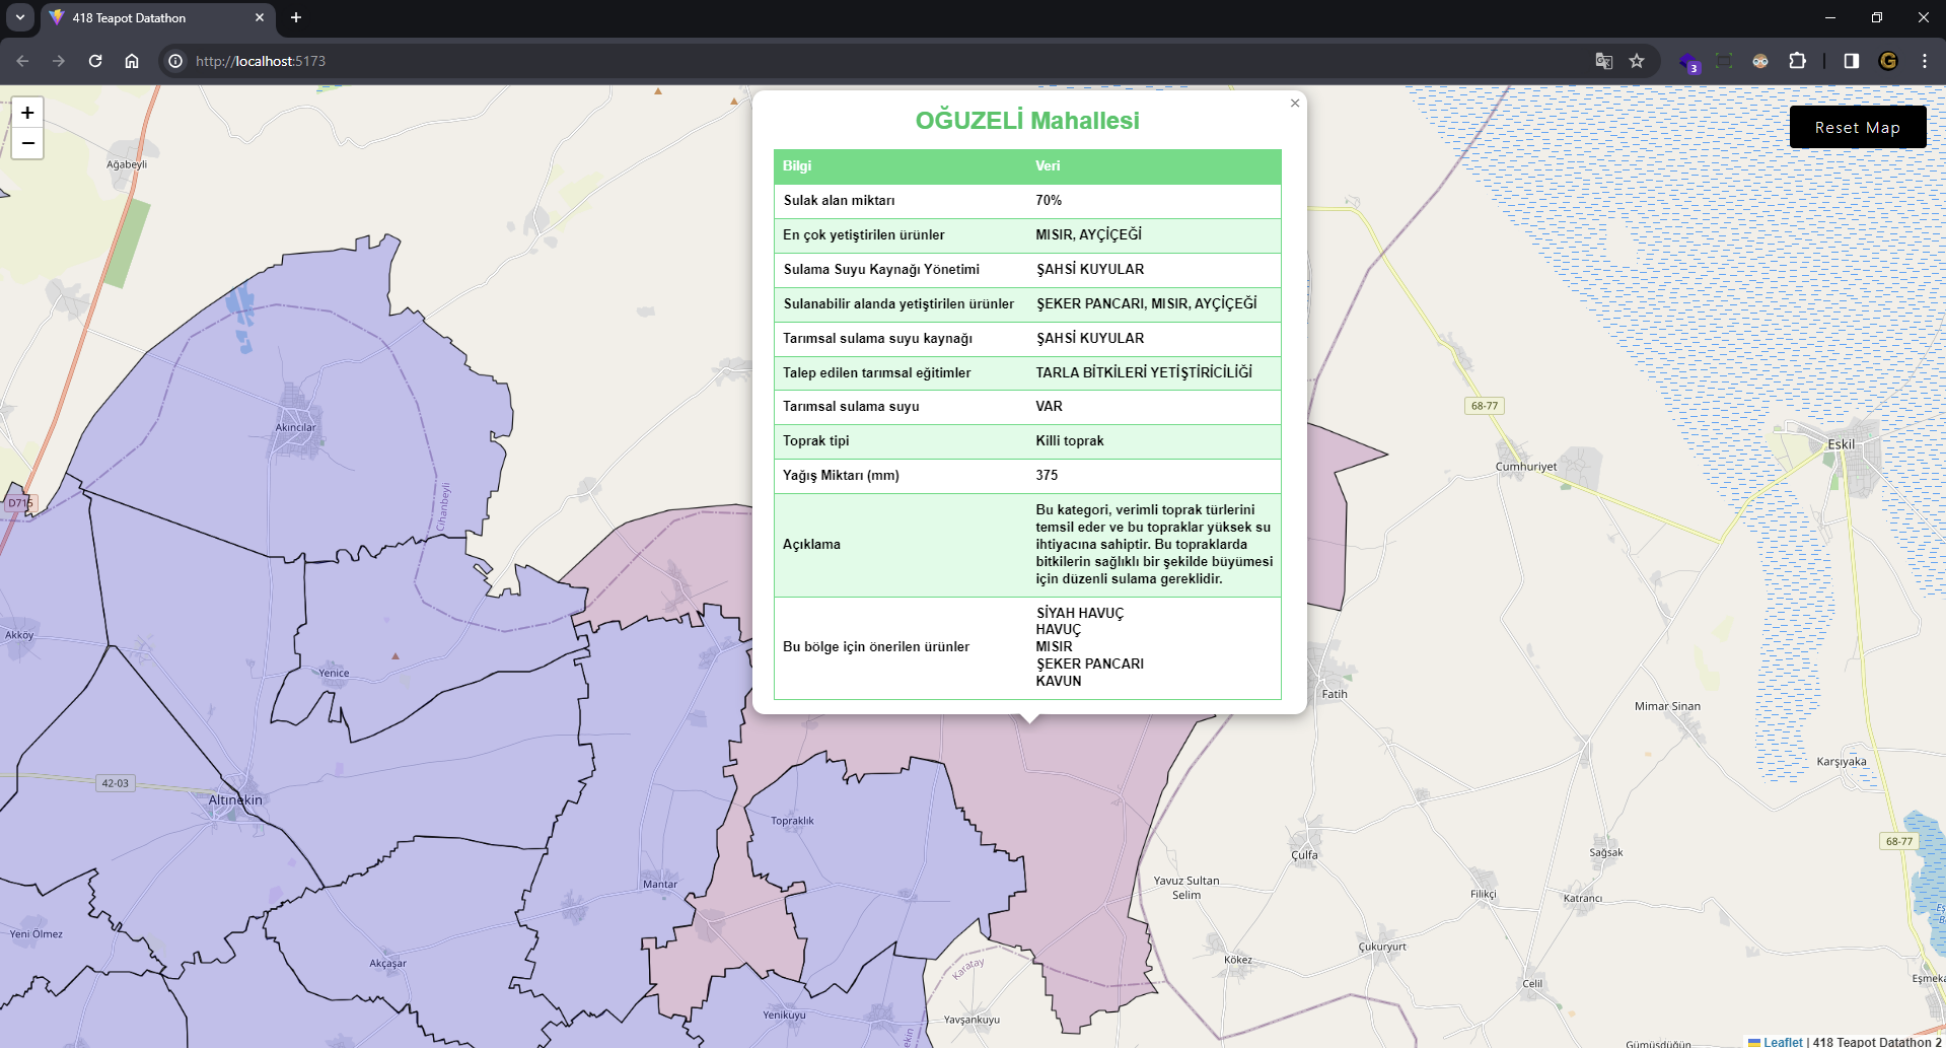 418 Teapot Datathon
http://localhost:5173
3
G
+
−
Reset Map
×
OĞUZELİ Mahallesi
Bilgi Veri
Sulak alan miktarı 70%
En çok yetiştirilen ürünler MISIR, AYÇİÇEĞİ
Sulama Suyu Kaynağı Yönetimi ŞAHSİ KUYULAR
Sulanabilir alanda yetiştirilen ürünler ŞEKER PANCARI, MISIR, AYÇİÇEĞİ
Tarımsal sulama suyu kaynağı ŞAHSİ KUYULAR
Talep edilen tarımsal eğitimler TARLA BİTKİLERİ YETİŞTİRİCİLİĞİ
Tarımsal sulama suyu VAR
Toprak tipi Killi toprak
Yağış Miktarı (mm) 375
Açıklama
Bu kategori, verimli toprak türlerini
temsil eder ve bu topraklar yüksek su
ihtiyacına sahiptir. Bu topraklarda
bitkilerin sağlıklı bir şekilde büyümesi
için düzenli sulama gereklidir.
Bu bölge için önerilen ürünler
SİYAH HAVUÇ
HAVUÇ
MISIR
ŞEKER PANCARI
KAVUN
Ağabeyli
Akıncılar
D715
Cihanbeyli
Akköy
Yenice
42-03
Altınekin
Topraklık
Mantar
Yeni Ölmez
Akçaşar
Yenikuyu
Karatay
Yavşankuyu
68-77
Eskil
Cumhuriyet
Fatih
Mimar Sinan
Karşıyaka
68-77
Çulfa
Sağsak
Yavuz Sultan
Selim
Filikçi
Katrancı
Çukuryurt
Kökez
Celil
Eşmeka
Gümüşdüğün
Leaflet | 418 Teapot Datathon 2